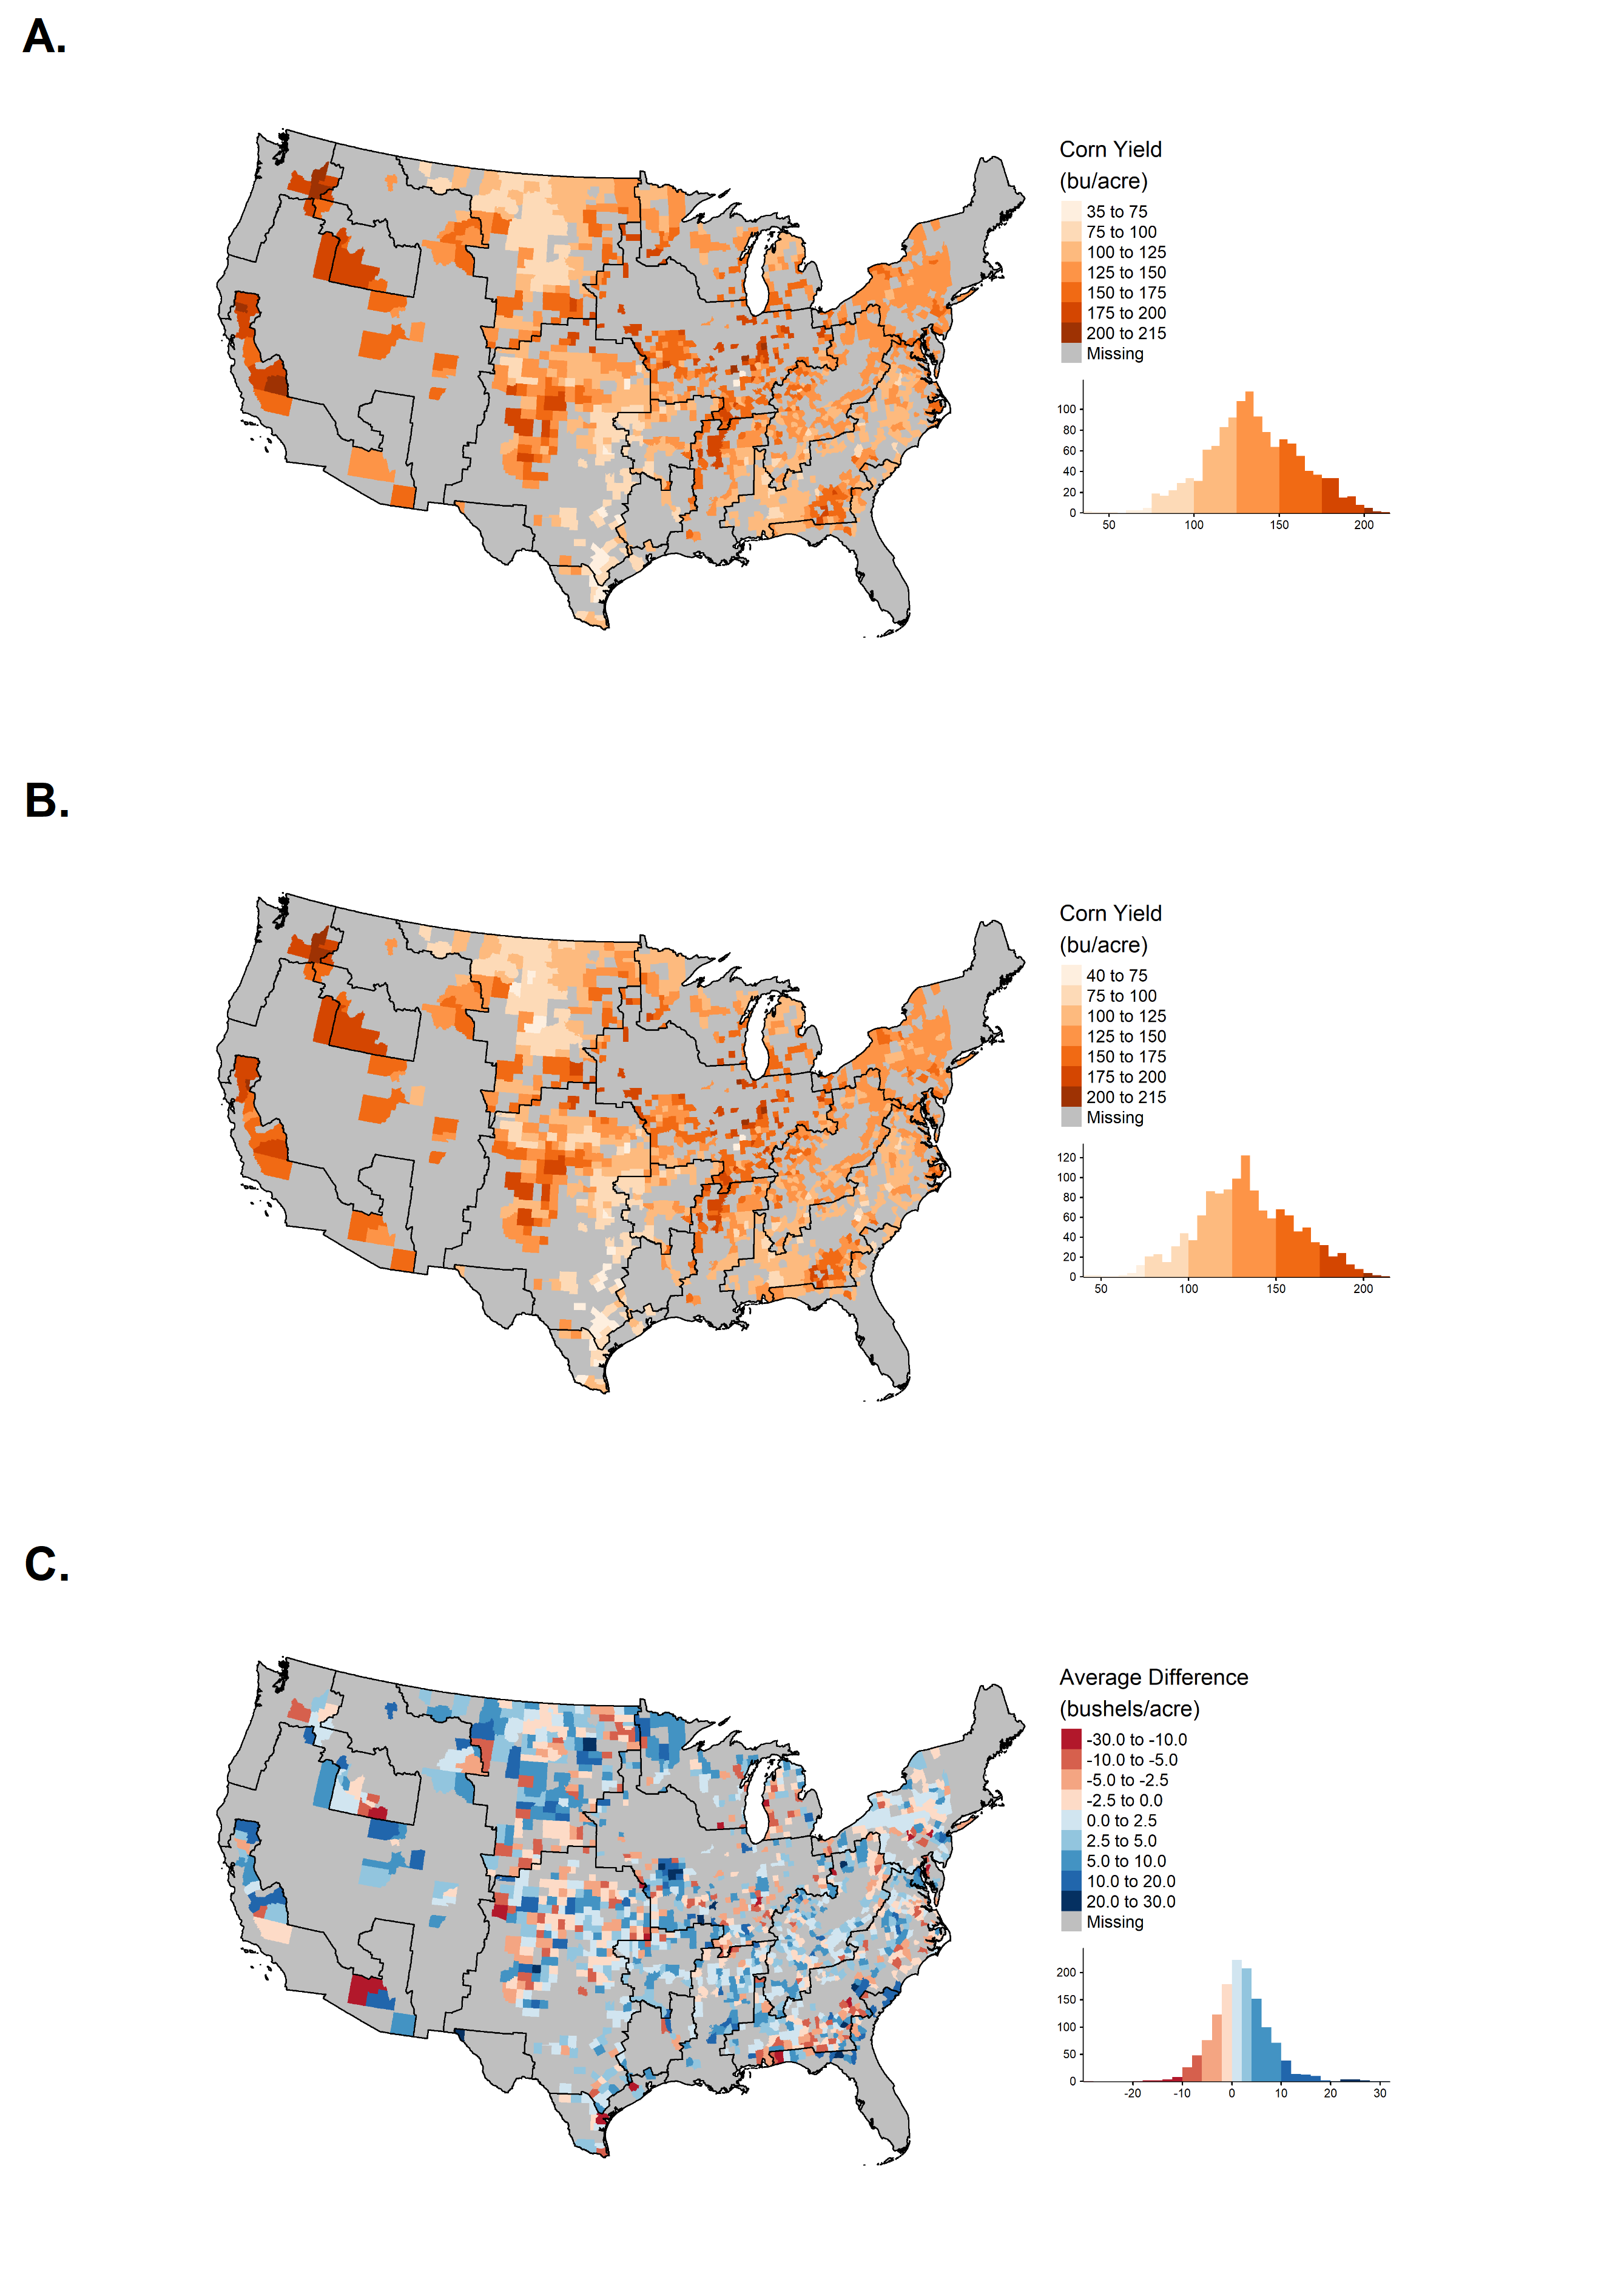 A.
Corn Yield
(bu/acre)
35 to 75
75 to 100
100 to 125
125 to 150
150 to 175
175 to 200
200 to 215
Missing
100
80
60
40
20
0
50 100 150 200
B.
Corn Yield
(bu/acre)
40 to 75
75 to 100
100 to 125
125 to 150
150 to 175
175 to 200
200 to 215
Missing
120
100
80
60
40
20
0
50 100 150 200
C.
Average Difference
(bushels/acre)
-30.0 to -10.0
-10.0 to -5.0
-5.0 to -2.5
-2.5 to 0.0
0.0 to 2.5
2.5 to 5.0
5.0 to 10.0
10.0 to 20.0
20.0 to 30.0
Missing
200
150
100
50
0
-20 -10 0 10 20 30